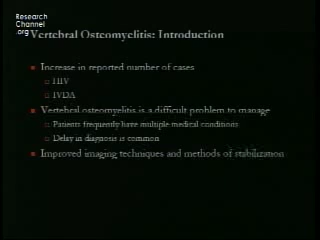 Research
Channel
.org
Vertebral Osteomyelitis: Introduction
Increase in reported number of cases
HIV
IVDA
Vertebral osteomyelitis is a difficult problem to manage
Patients frequently have multiple medical conditions
Delay in diagnosis is common
Improved imaging techniques and methods of stabilization